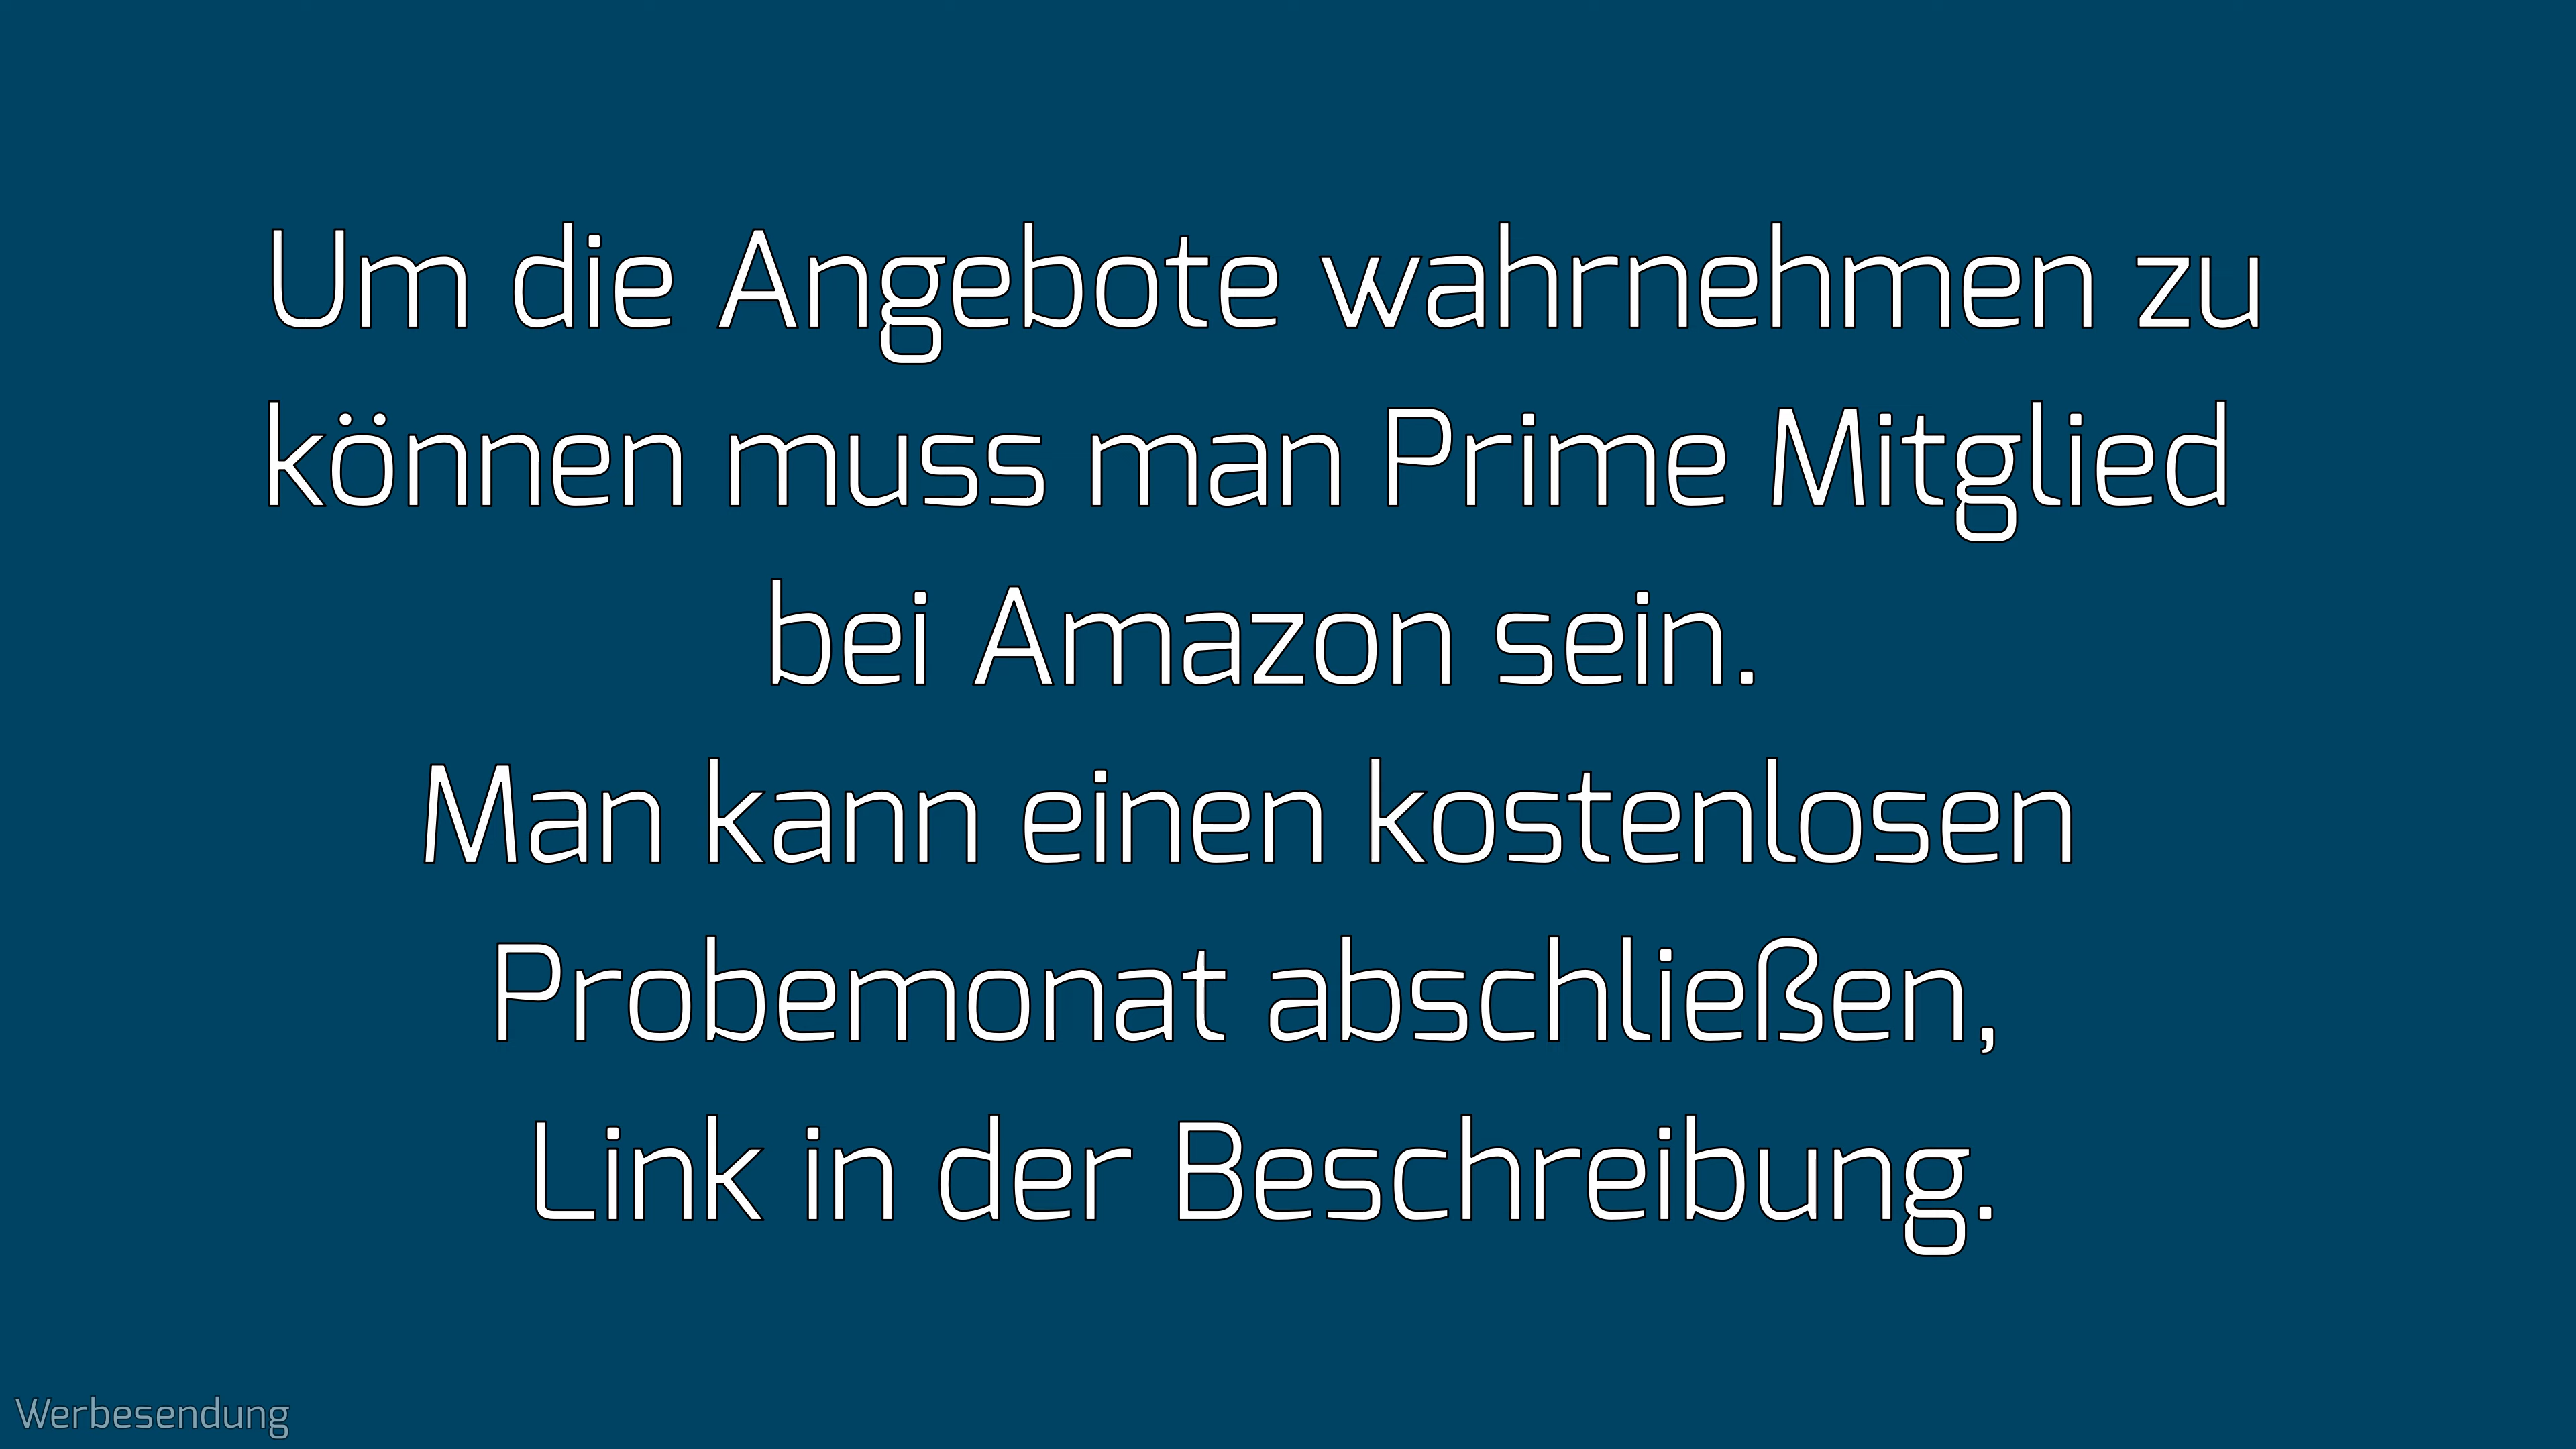 Um die Angebote wahrnehmen zu
können muss man Prime Mitglied
bei Amazon sein.
Man kann einen kostenlosen
Probemonat abschließen,
Link in der Beschreibung.
Werbesendung